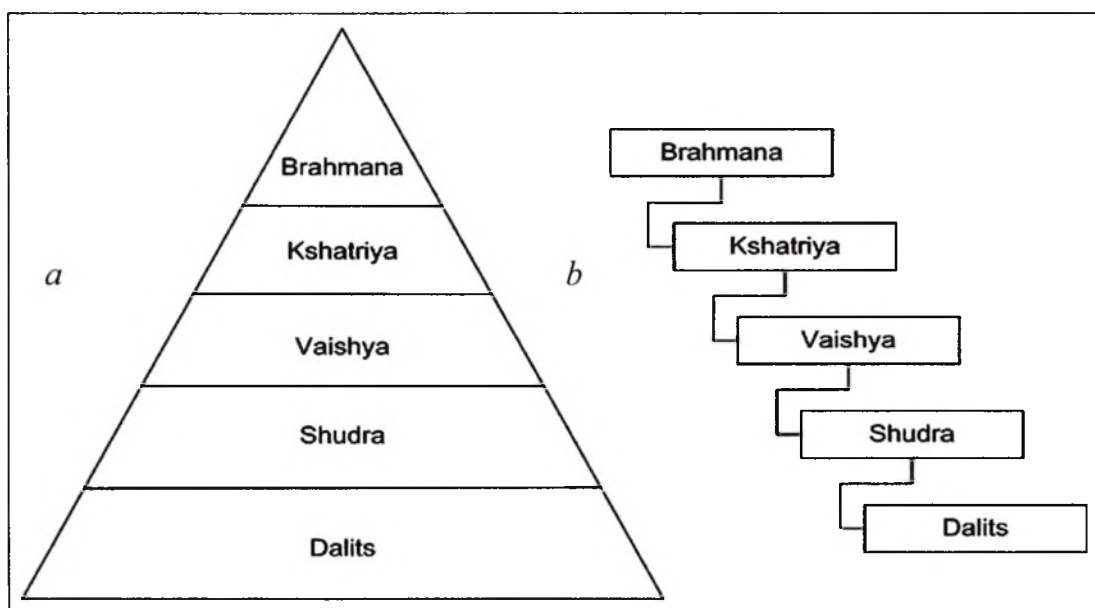 a
Brahmana
Kshatriya
Vaishya
Shudra
Dalits
b
Brahmana
Kshatriya
Vaishya
Shudra
Dalits